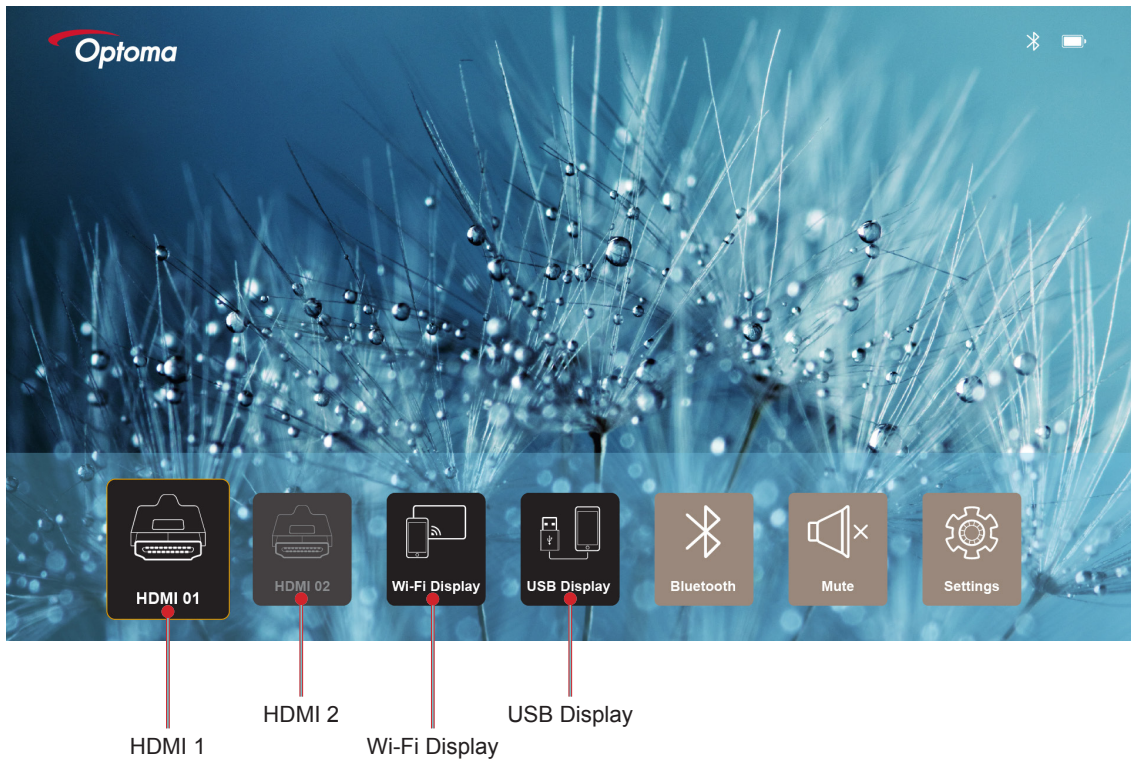 Optoma
HDMI 01
HDMI 02
Wi-Fi Display
USB Display
Bluetooth
Mute
Settings
HDMI 2
USB Display
HDMI 1
Wi-Fi Display